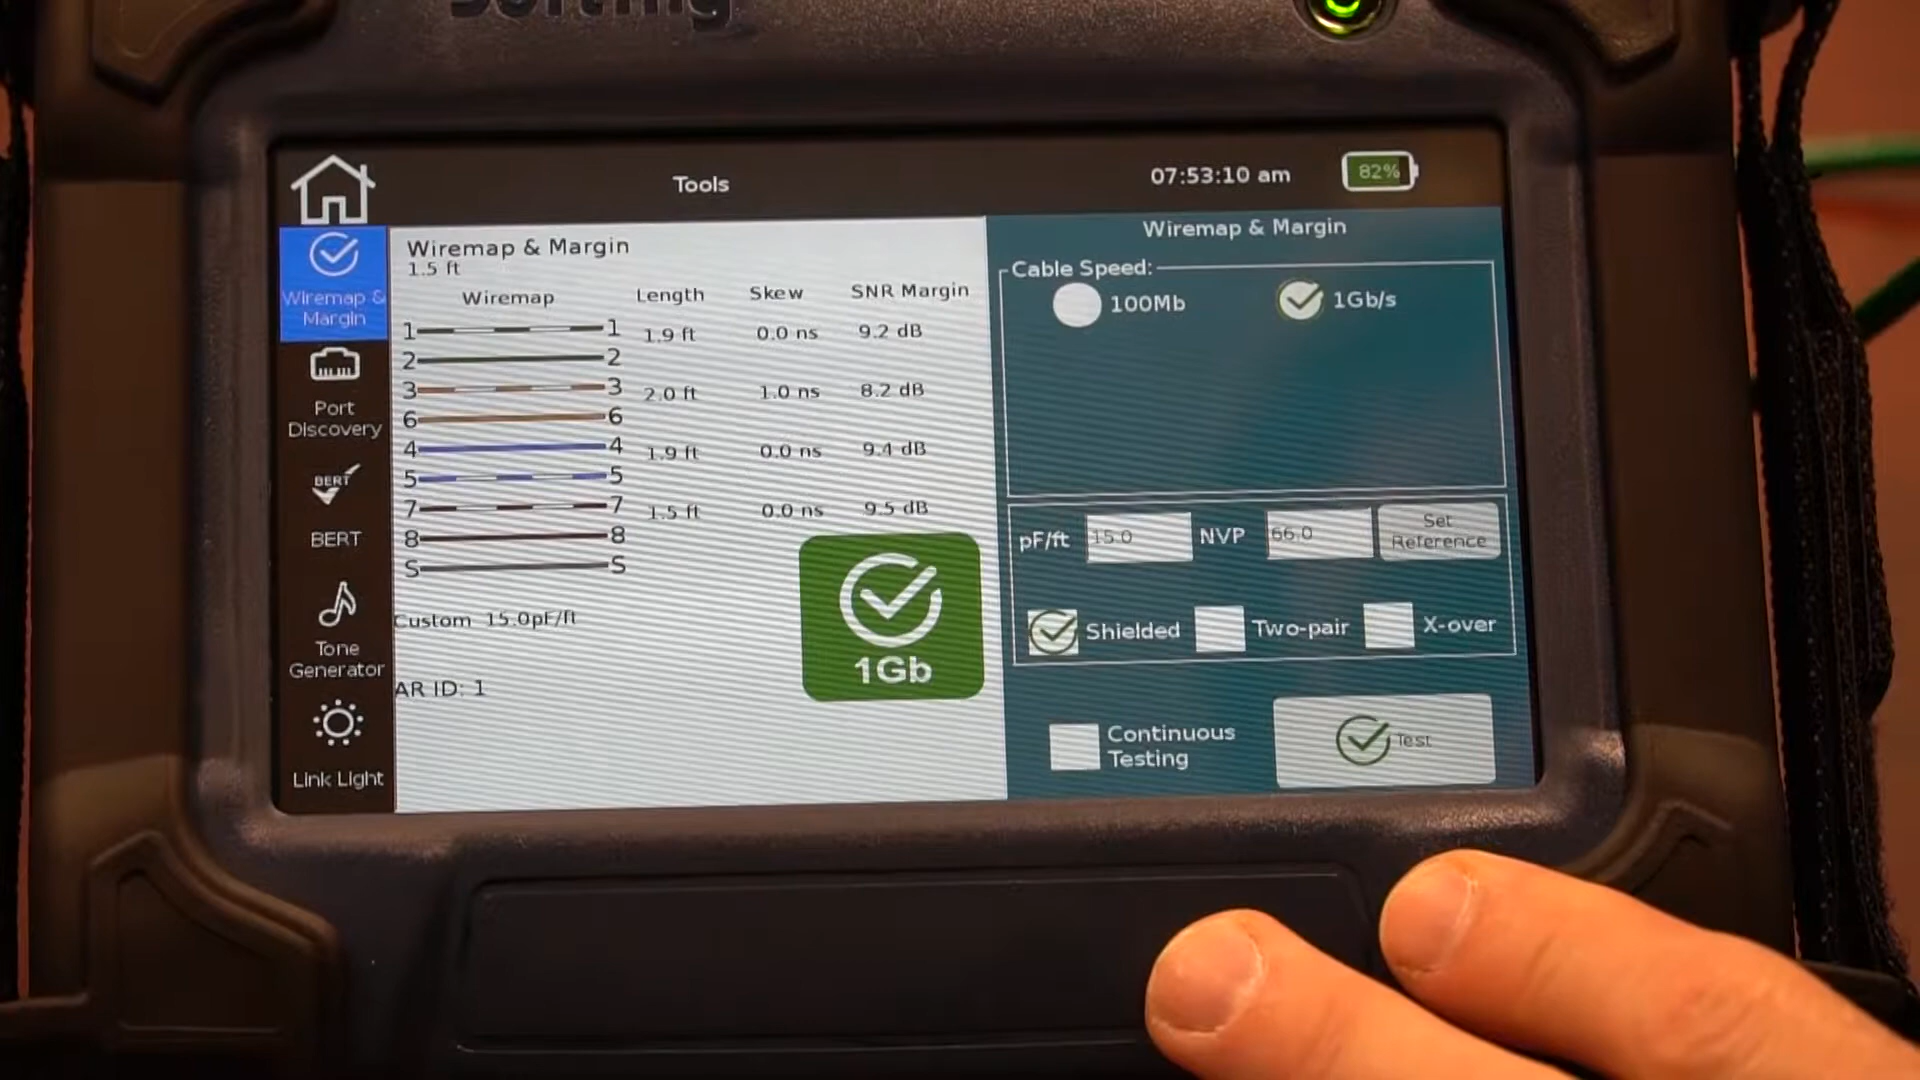 Softing
Tools
07:53:10 am
82%
Wiremap &
Margin
Port
Discovery
BERT
BERT
Tone
Generator
Link Light
Wiremap & Margin
1.5 ft
Wiremap Length Skew SNR Margin
1 1 1.9 ft 0.0 ns 9.2 dB
2 2
3 3 2.0 ft 1.0 ns 8.2 dB
6 6
4 4 1.9 ft 0.0 ns 9.4 dB
5 5
7 7 1.5 ft 0.0 ns 9.5 dB
8 8
S S
Custom 15.0pF/ft
AR ID: 1
1Gb
Wiremap & Margin
Cable Speed:
100Mb 1Gb/s
pF/ft 15.0 NVP 66.0 Set
Reference
Shielded Two-pair X-over
Continuous
Testing
Test